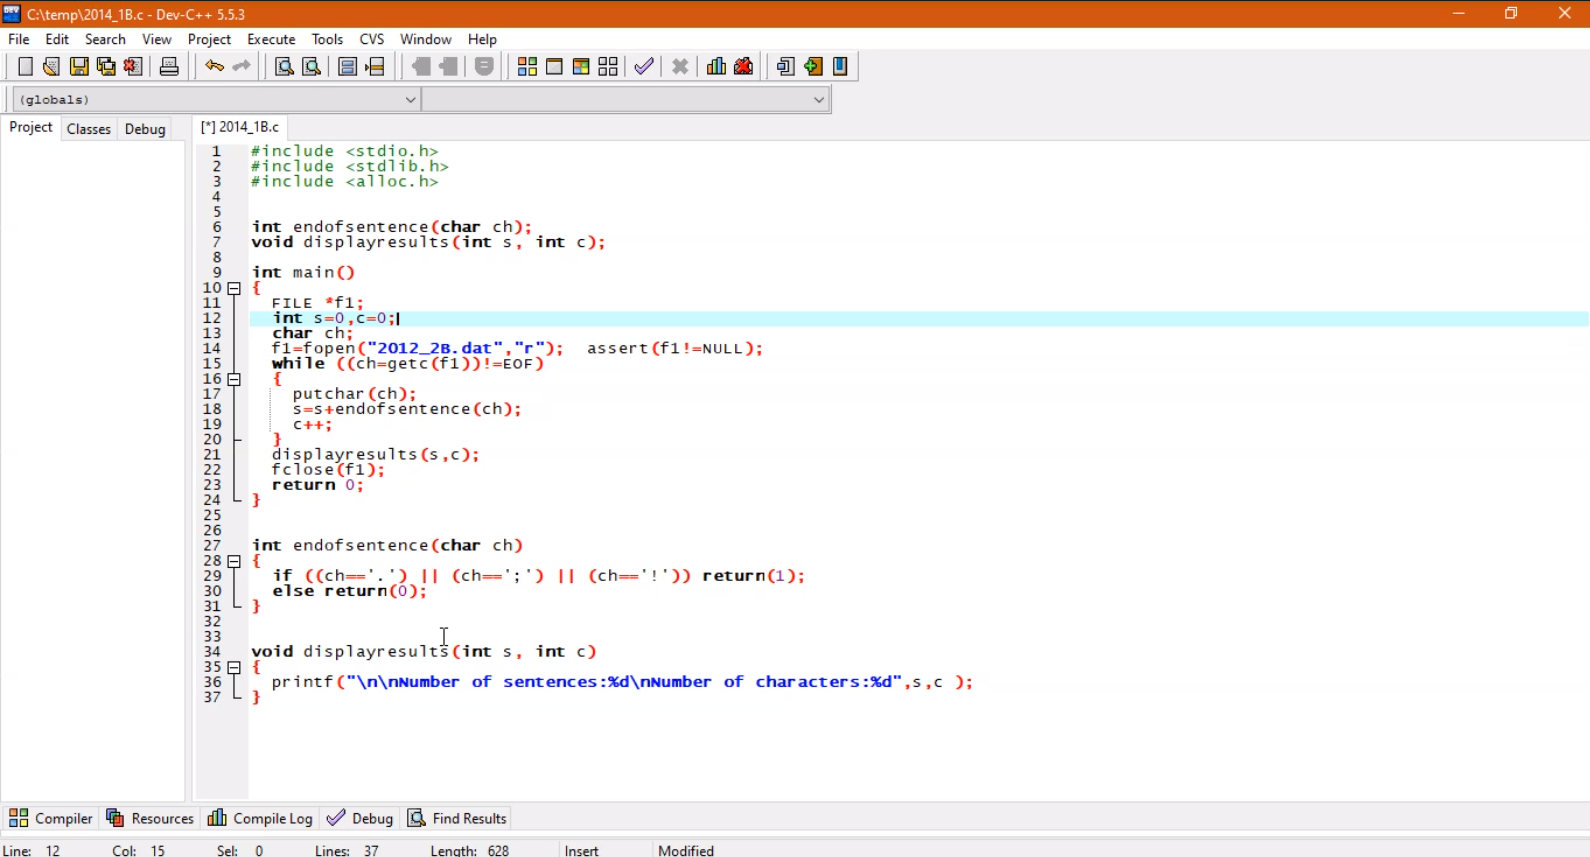 C:\temp\2014_1B.c - Dev-C++ 5.5.3
File Edit Search View Project Execute Tools CVS Window Help
(globals)
Project Classes Debug [*] 2014_1B.c
1 #include <stdio.h>
2 #include <stdlib.h>
3 #include <alloc.h>
4
5
6 int endofsentence(char ch);
7 void displayresults(int s, int c);
8
9 int main()
10 {
11 FILE *f1;
12 int s=0,c=0;
13 char ch;
14 f1=fopen("2012_2B.dat","r"); assert(f1!=NULL);
15 while ((ch=getc(f1))!=EOF)
16 {
17 putchar(ch);
18 s=s+endofsentence(ch);
19 c++;
20 }
21 displayresults(s,c);
22 fclose(f1);
23 return 0;
24 }
25
26
27 int endofsentence(char ch)
28 {
29 if ((ch=='.') || (ch==';') || (ch=='!')) return(1);
30 else return(0);
31 }
32
33
34 void displayresults(int s, int c)
35 {
36 printf("\n\nNumber of sentences:%d\nNumber of characters:%d",s,c );
37 }
Compiler Resources Compile Log Debug Find Results
Line: 12 Col: 15 Sel: 0 Lines: 37 Length: 628 Insert Modified